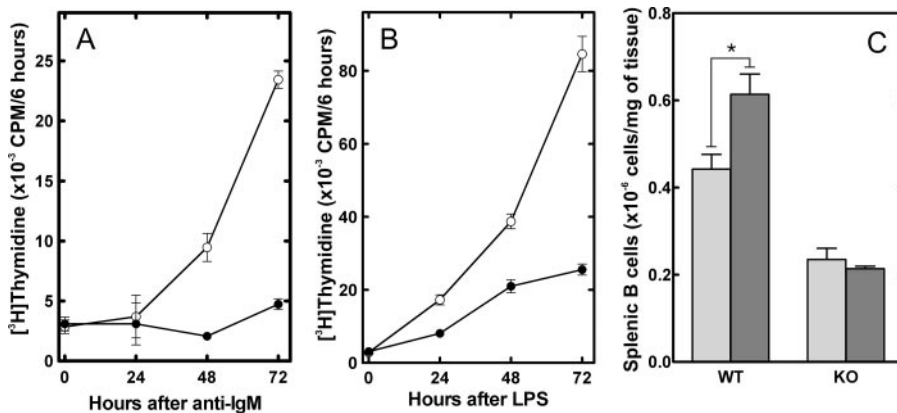 A
[³H]Thymidine (x10⁻³ CPM/6 hours)
25
20
15
10
5
0
0 24 48 72
Hours after anti-IgM
B
[³H]Thymidine (x10⁻³ CPM/6 hours)
80
60
40
20
0
0 24 48 72
Hours after LPS
C
Splenic B cells (x10⁻⁶ cells/mg of tissue)
0.8
0.6
0.4
0.2
0.0
*
WT KO